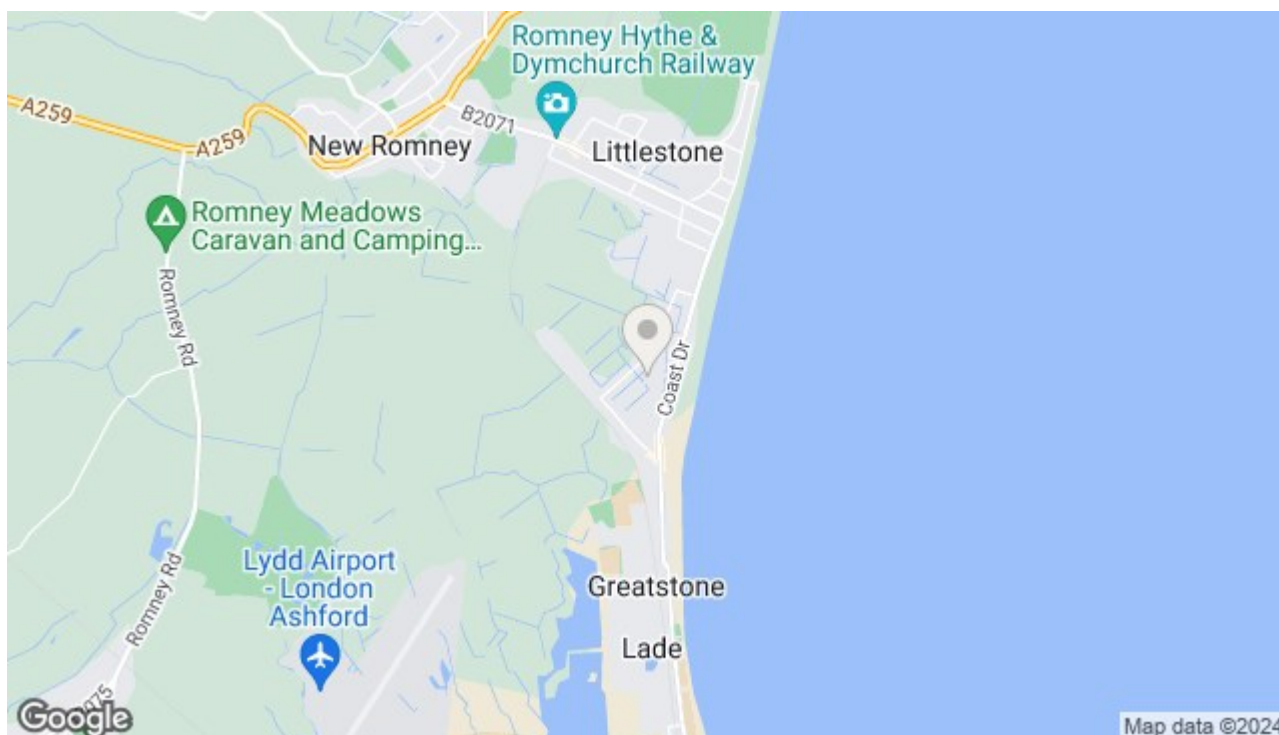 Romney Hythe &
Dymchurch Railway
A259
B2071
A259
New Romney
Littlestone
Romney Meadows
Caravan and Camping...
Romney Rd
Coast Dr
Lydd Airport
- London
Ashford
Greatstone
Romney Rd
Lade
Google
Map data ©2024